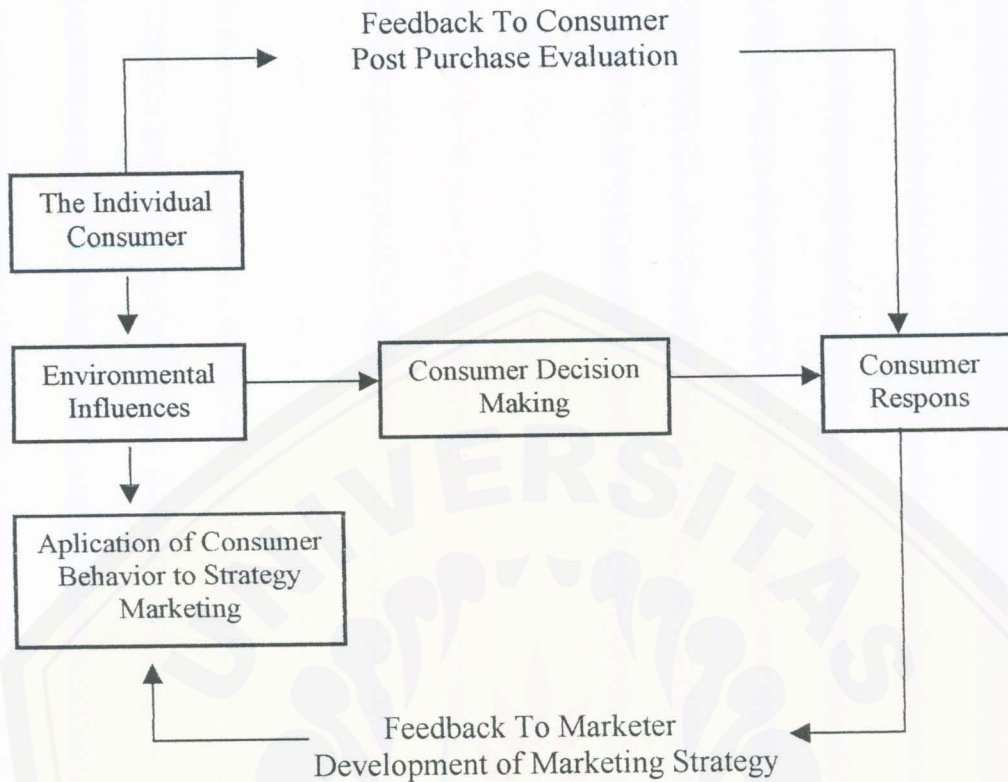 Feedback To Consumer
Post Purchase Evaluation
The Individual
Consumer
Environmental
Influences
Consumer Decision
Making
Consumer
Respons
Aplication of Consumer
Behavior to Strategy
Marketing
Feedback To Marketer
Development of Marketing Strategy
UNIVERSITAS